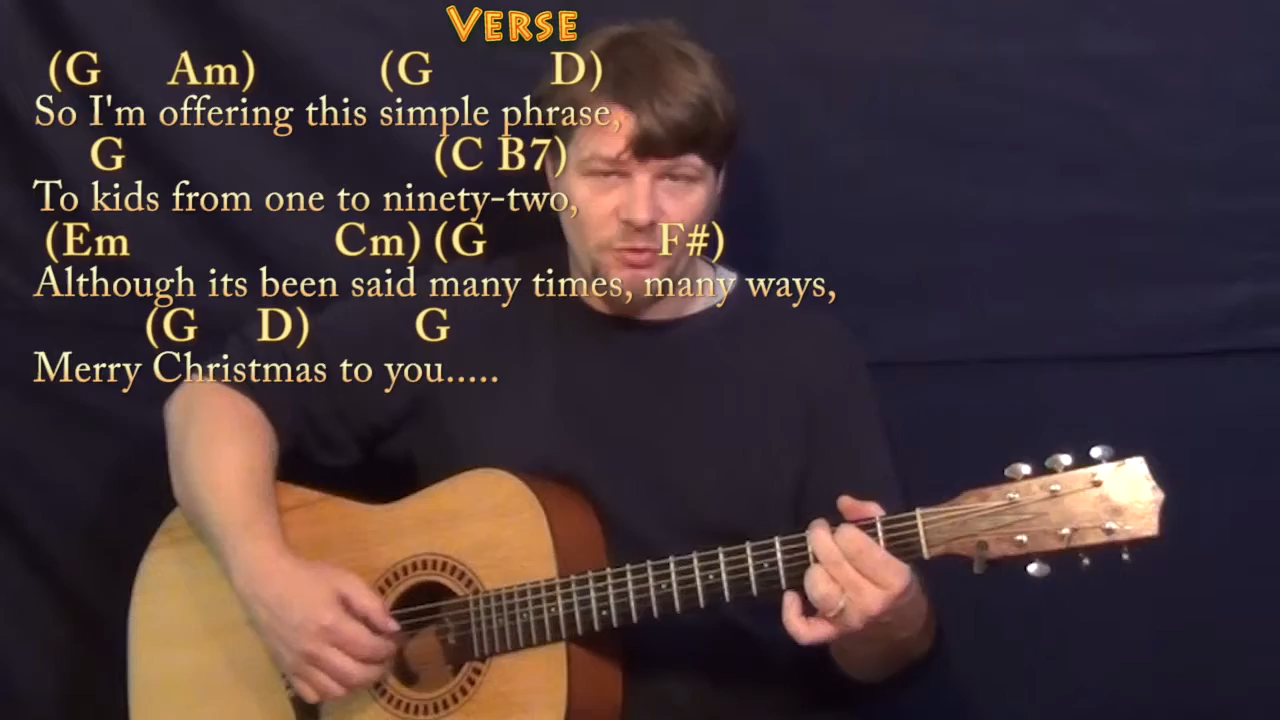 VERSE
(G Am) (G D)
So I'm offering this simple phrase,
G (C B7)
To kids from one to ninety-two,
(Em Cm) (G F#)
Although its been said many times, many ways,
(G D) G
Merry Christmas to you.....